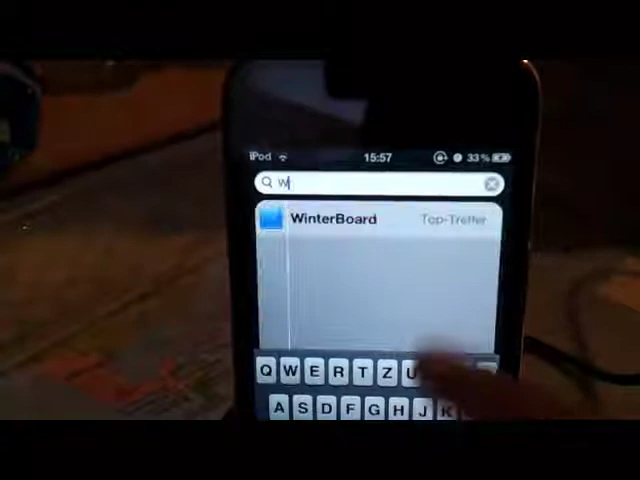 iPod 15:57 33 %
W
WinterBoard Top-Treffer
Q W E R T Z U
A S D F G H J K